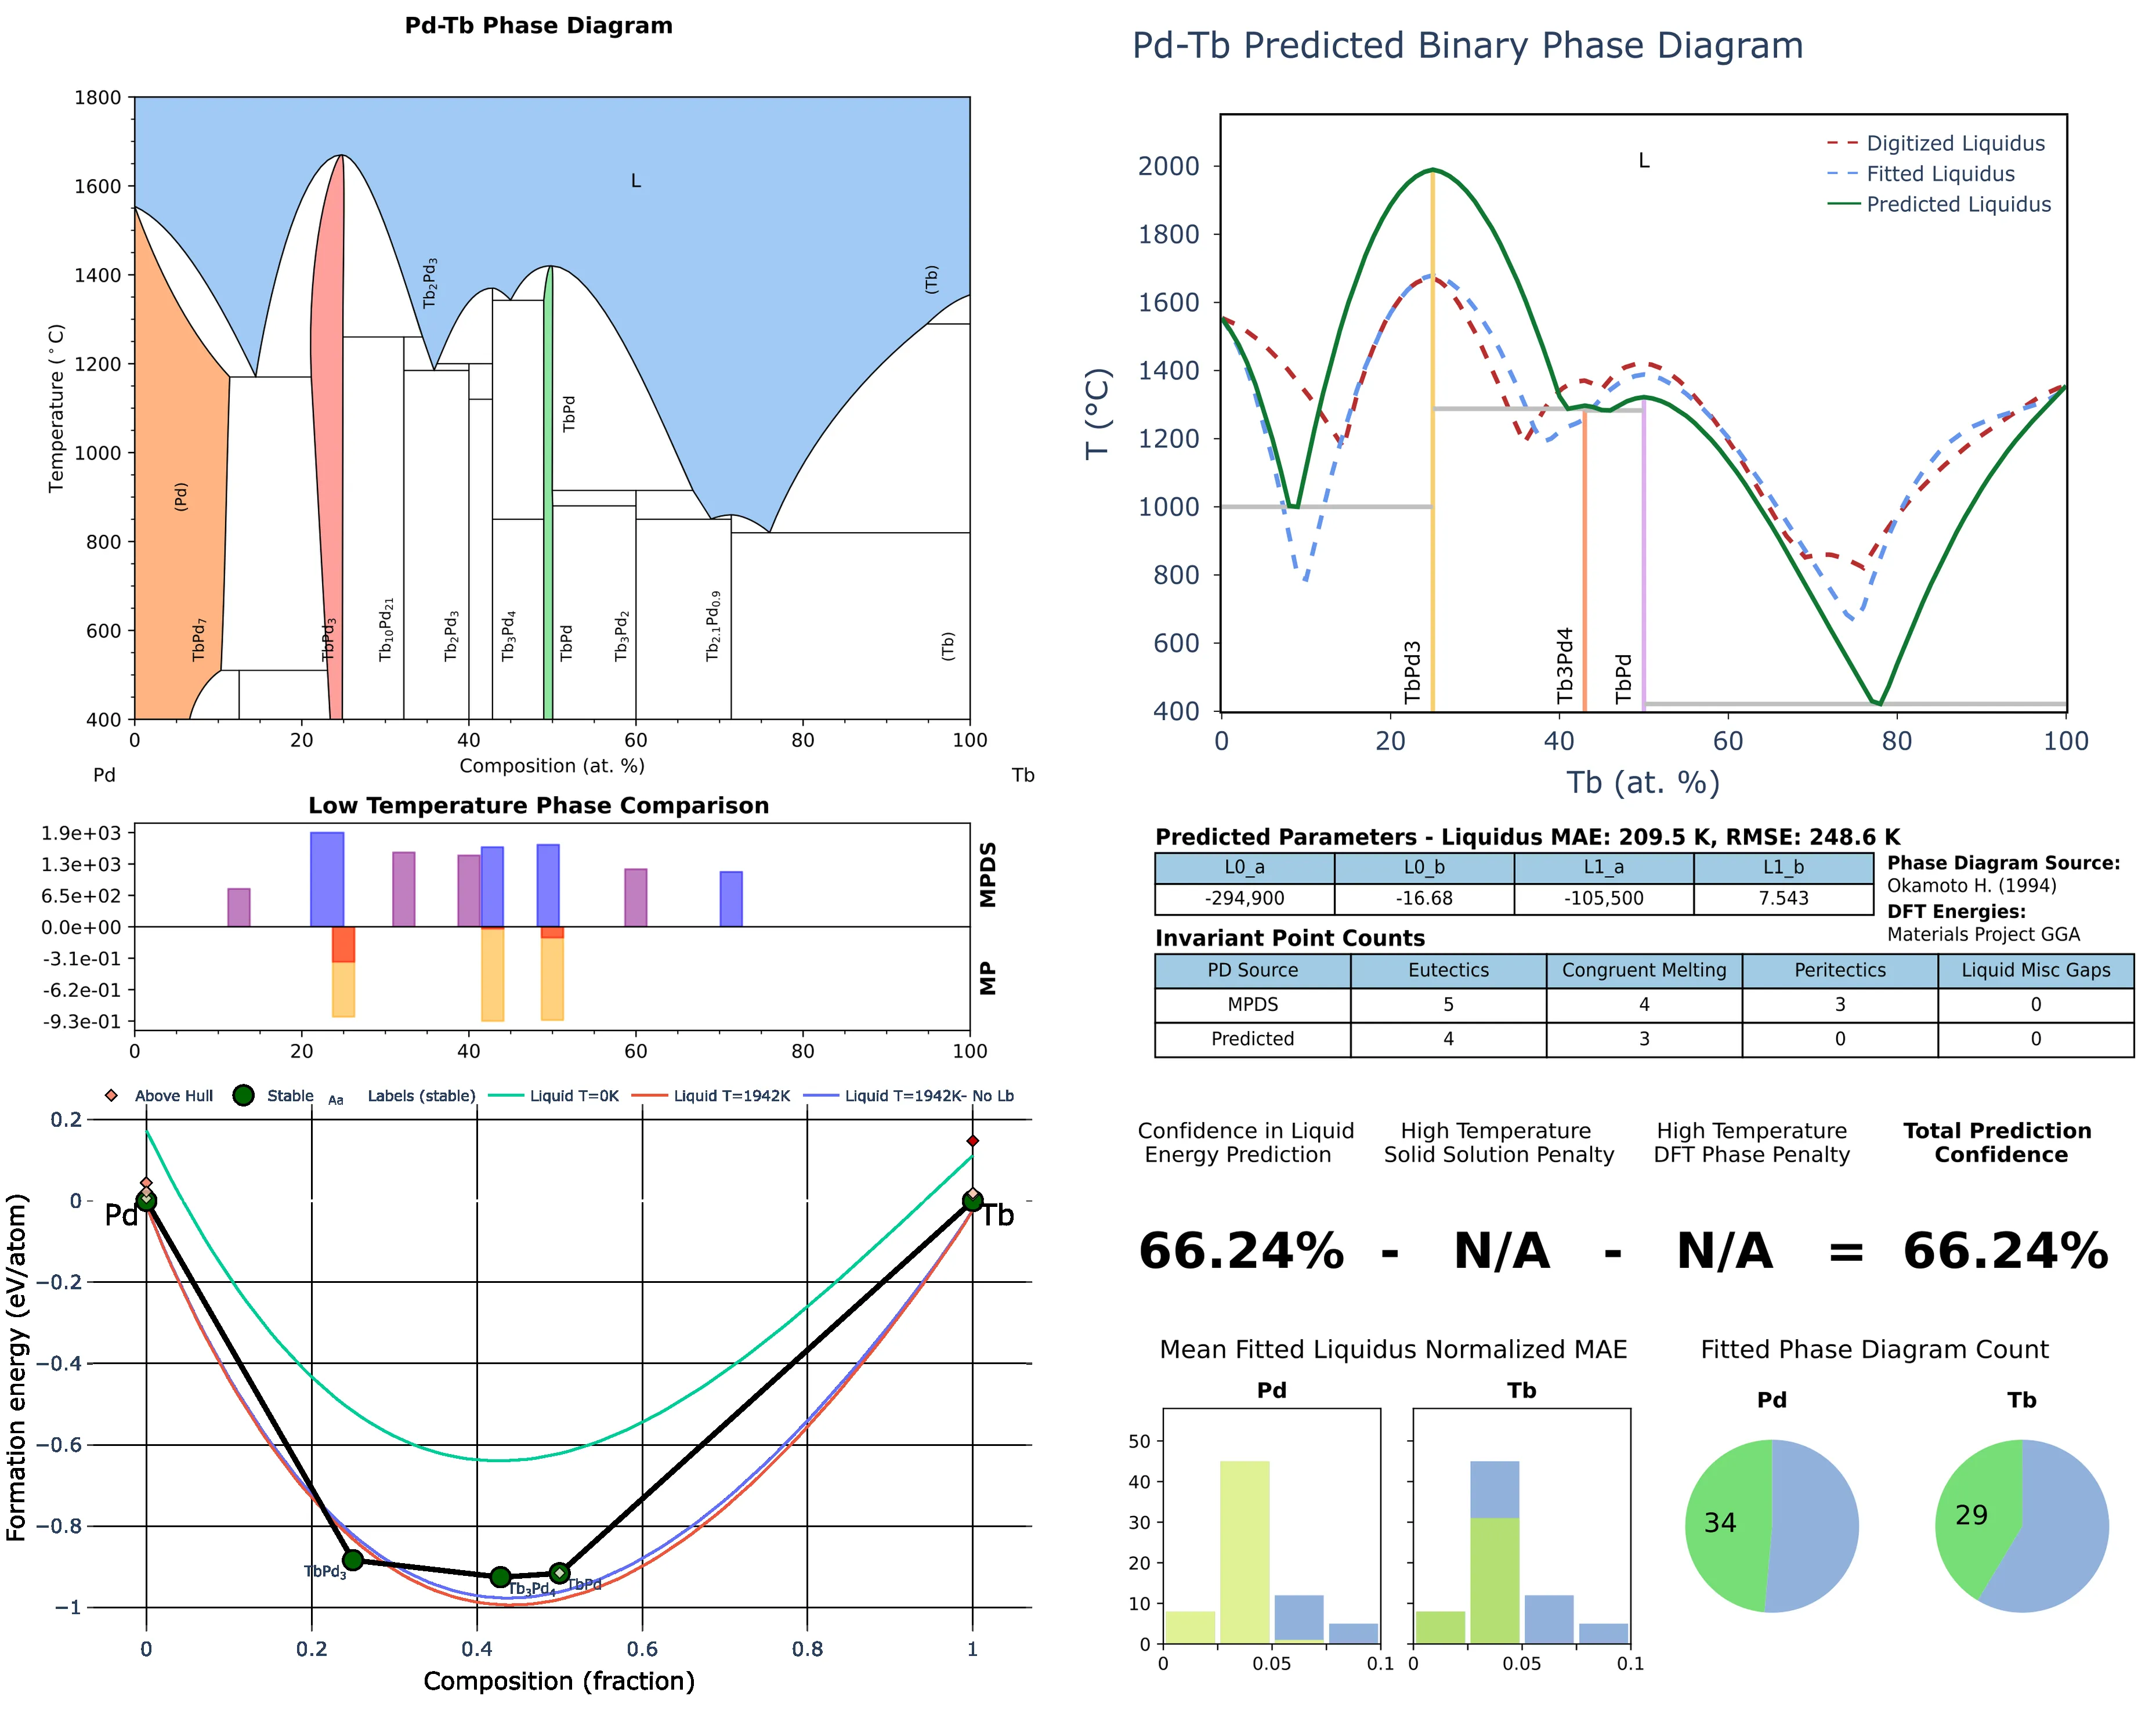 Pd-Tb Phase Diagram
1800
1600
1400
1200
1000
800
600
400
Temperature (°C)
L
Tb2Pd3
(Tb)
TbPd
(Pd)
TbPd7
TbPd3
Tb10Pd21
Tb2Pd3
Tb3Pd4
TbPd
Tb3Pd2
Tb2.1Pd0.9
(Tb)
0 20 40 60 80 100
Composition (at. %)
Pd Tb
Pd-Tb Predicted Binary Phase Diagram
2000
1800
1600
1400
1200
1000
800
600
400
T (°C)
L
Digitized Liquidus
Fitted Liquidus
Predicted Liquidus
TbPd3
Tb3Pd4
TbPd
0 20 40 60 80 100
Tb (at. %)
Low Temperature Phase Comparison
1.9e+03
1.3e+03
6.5e+02
0.0e+00
-3.1e-01
-6.2e-01
-9.3e-01
MPDS
MP
0 20 40 60 80 100
Predicted Parameters - Liquidus MAE: 209.5 K, RMSE: 248.6 K
L0_a L0_b L1_a L1_b
-294,900 -16.68 -105,500 7.543
Phase Diagram Source:
Okamoto H. (1994)
DFT Energies:
Materials Project GGA
Invariant Point Counts
PD Source Eutectics Congruent Melting Peritectics Liquid Misc Gaps
MPDS 5 4 3 0
Predicted 4 3 0 0
Above Hull Stable Aa Labels (stable) Liquid T=0K Liquid T=1942K Liquid T=1942K- No Lb
0.2
0
−0.2
−0.4
−0.6
−0.8
−1
Formation energy (eV/atom)
Pd
Tb
TbPd3
Tb3Pd4
TbPd
0 0.2 0.4 0.6 0.8 1
Composition (fraction)
Confidence in Liquid
Energy Prediction
High Temperature
Solid Solution Penalty
High Temperature
DFT Phase Penalty
Total Prediction
Confidence
66.24% - N/A - N/A = 66.24%
Mean Fitted Liquidus Normalized MAE
Pd
Tb
50
40
30
20
10
0
0 0.05 0.1
0 0.05 0.1
Fitted Phase Diagram Count
Pd
Tb
34
29